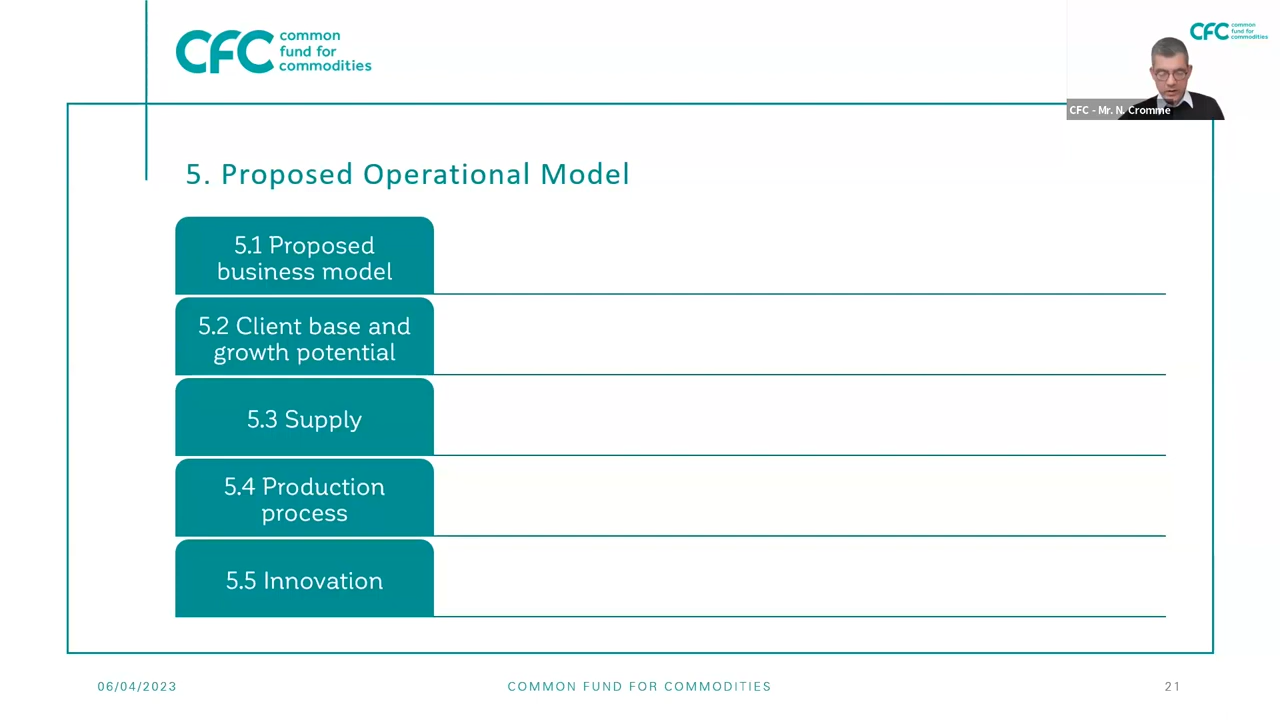 CFC common
fund for
commodities
CFC common
fund for
commodities
CFC - Mr. N. Cromme
5. Proposed Operational Model
5.1 Proposed
business model
5.2 Client base and
growth potential
5.3 Supply
5.4 Production
process
5.5 Innovation
06/04/2023
COMMON FUND FOR COMMODITIES
21